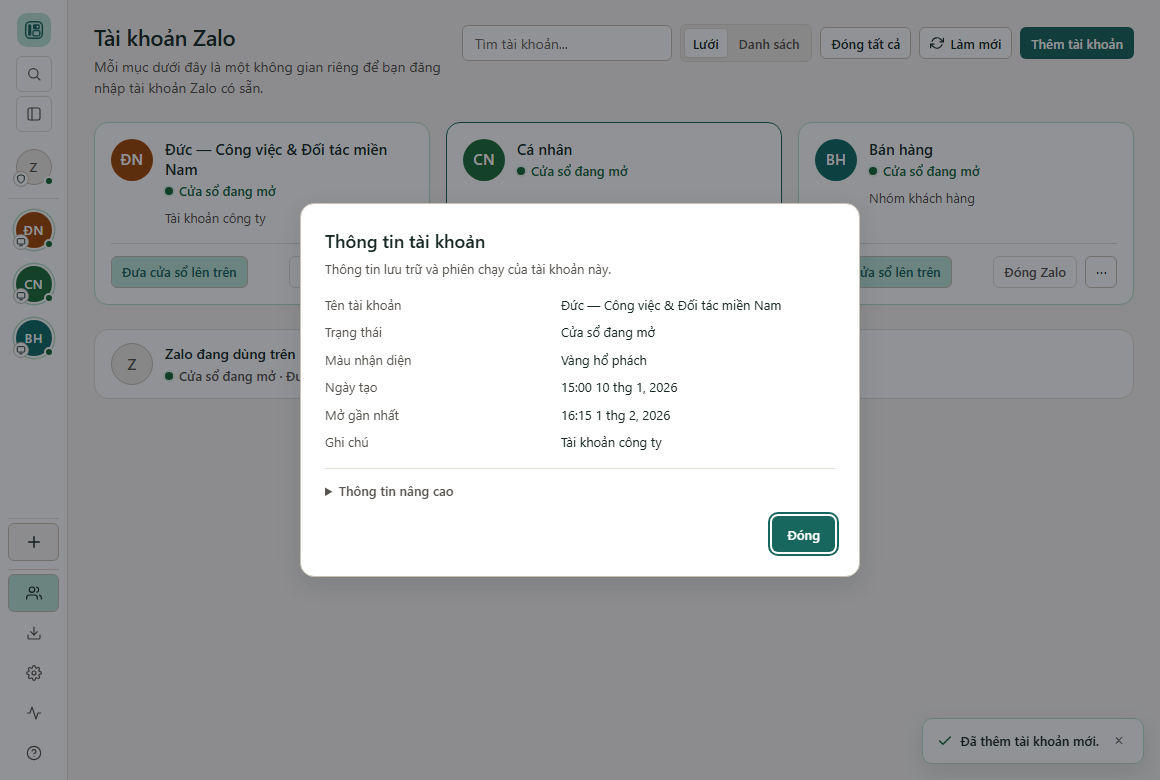 Tài khoản Zalo
Mỗi mục dưới đây là một không gian riêng để bạn đăng
nhập tài khoản Zalo có sẵn.
Tìm tài khoản...
Lưới
Danh sách
Đóng tất cả
Làm mới
Thêm tài khoản
Z
ĐN
CN
BH
ĐN
Đức — Công việc & Đối tác miền
Nam
Cửa sổ đang mở
Tài khoản công ty
Đưa cửa sổ lên trên
CN
Cá nhân
Cửa sổ đang mở
BH
Bán hàng
Cửa sổ đang mở
Nhóm khách hàng
sổ lên trên
Đóng Zalo
...
Z
Zalo đang dùng trên
Cửa sổ đang mở ·
Thông tin tài khoản
Thông tin lưu trữ và phiên chạy của tài khoản này.
Tên tài khoản
Đức — Công việc & Đối tác miền Nam
Trạng thái
Cửa sổ đang mở
Màu nhận diện
Vàng hổ phách
Ngày tạo
15:00 10 thg 1, 2026
Mở gần nhất
16:15 1 thg 2, 2026
Ghi chú
Tài khoản công ty
Thông tin nâng cao
Đóng
Đã thêm tài khoản mới.